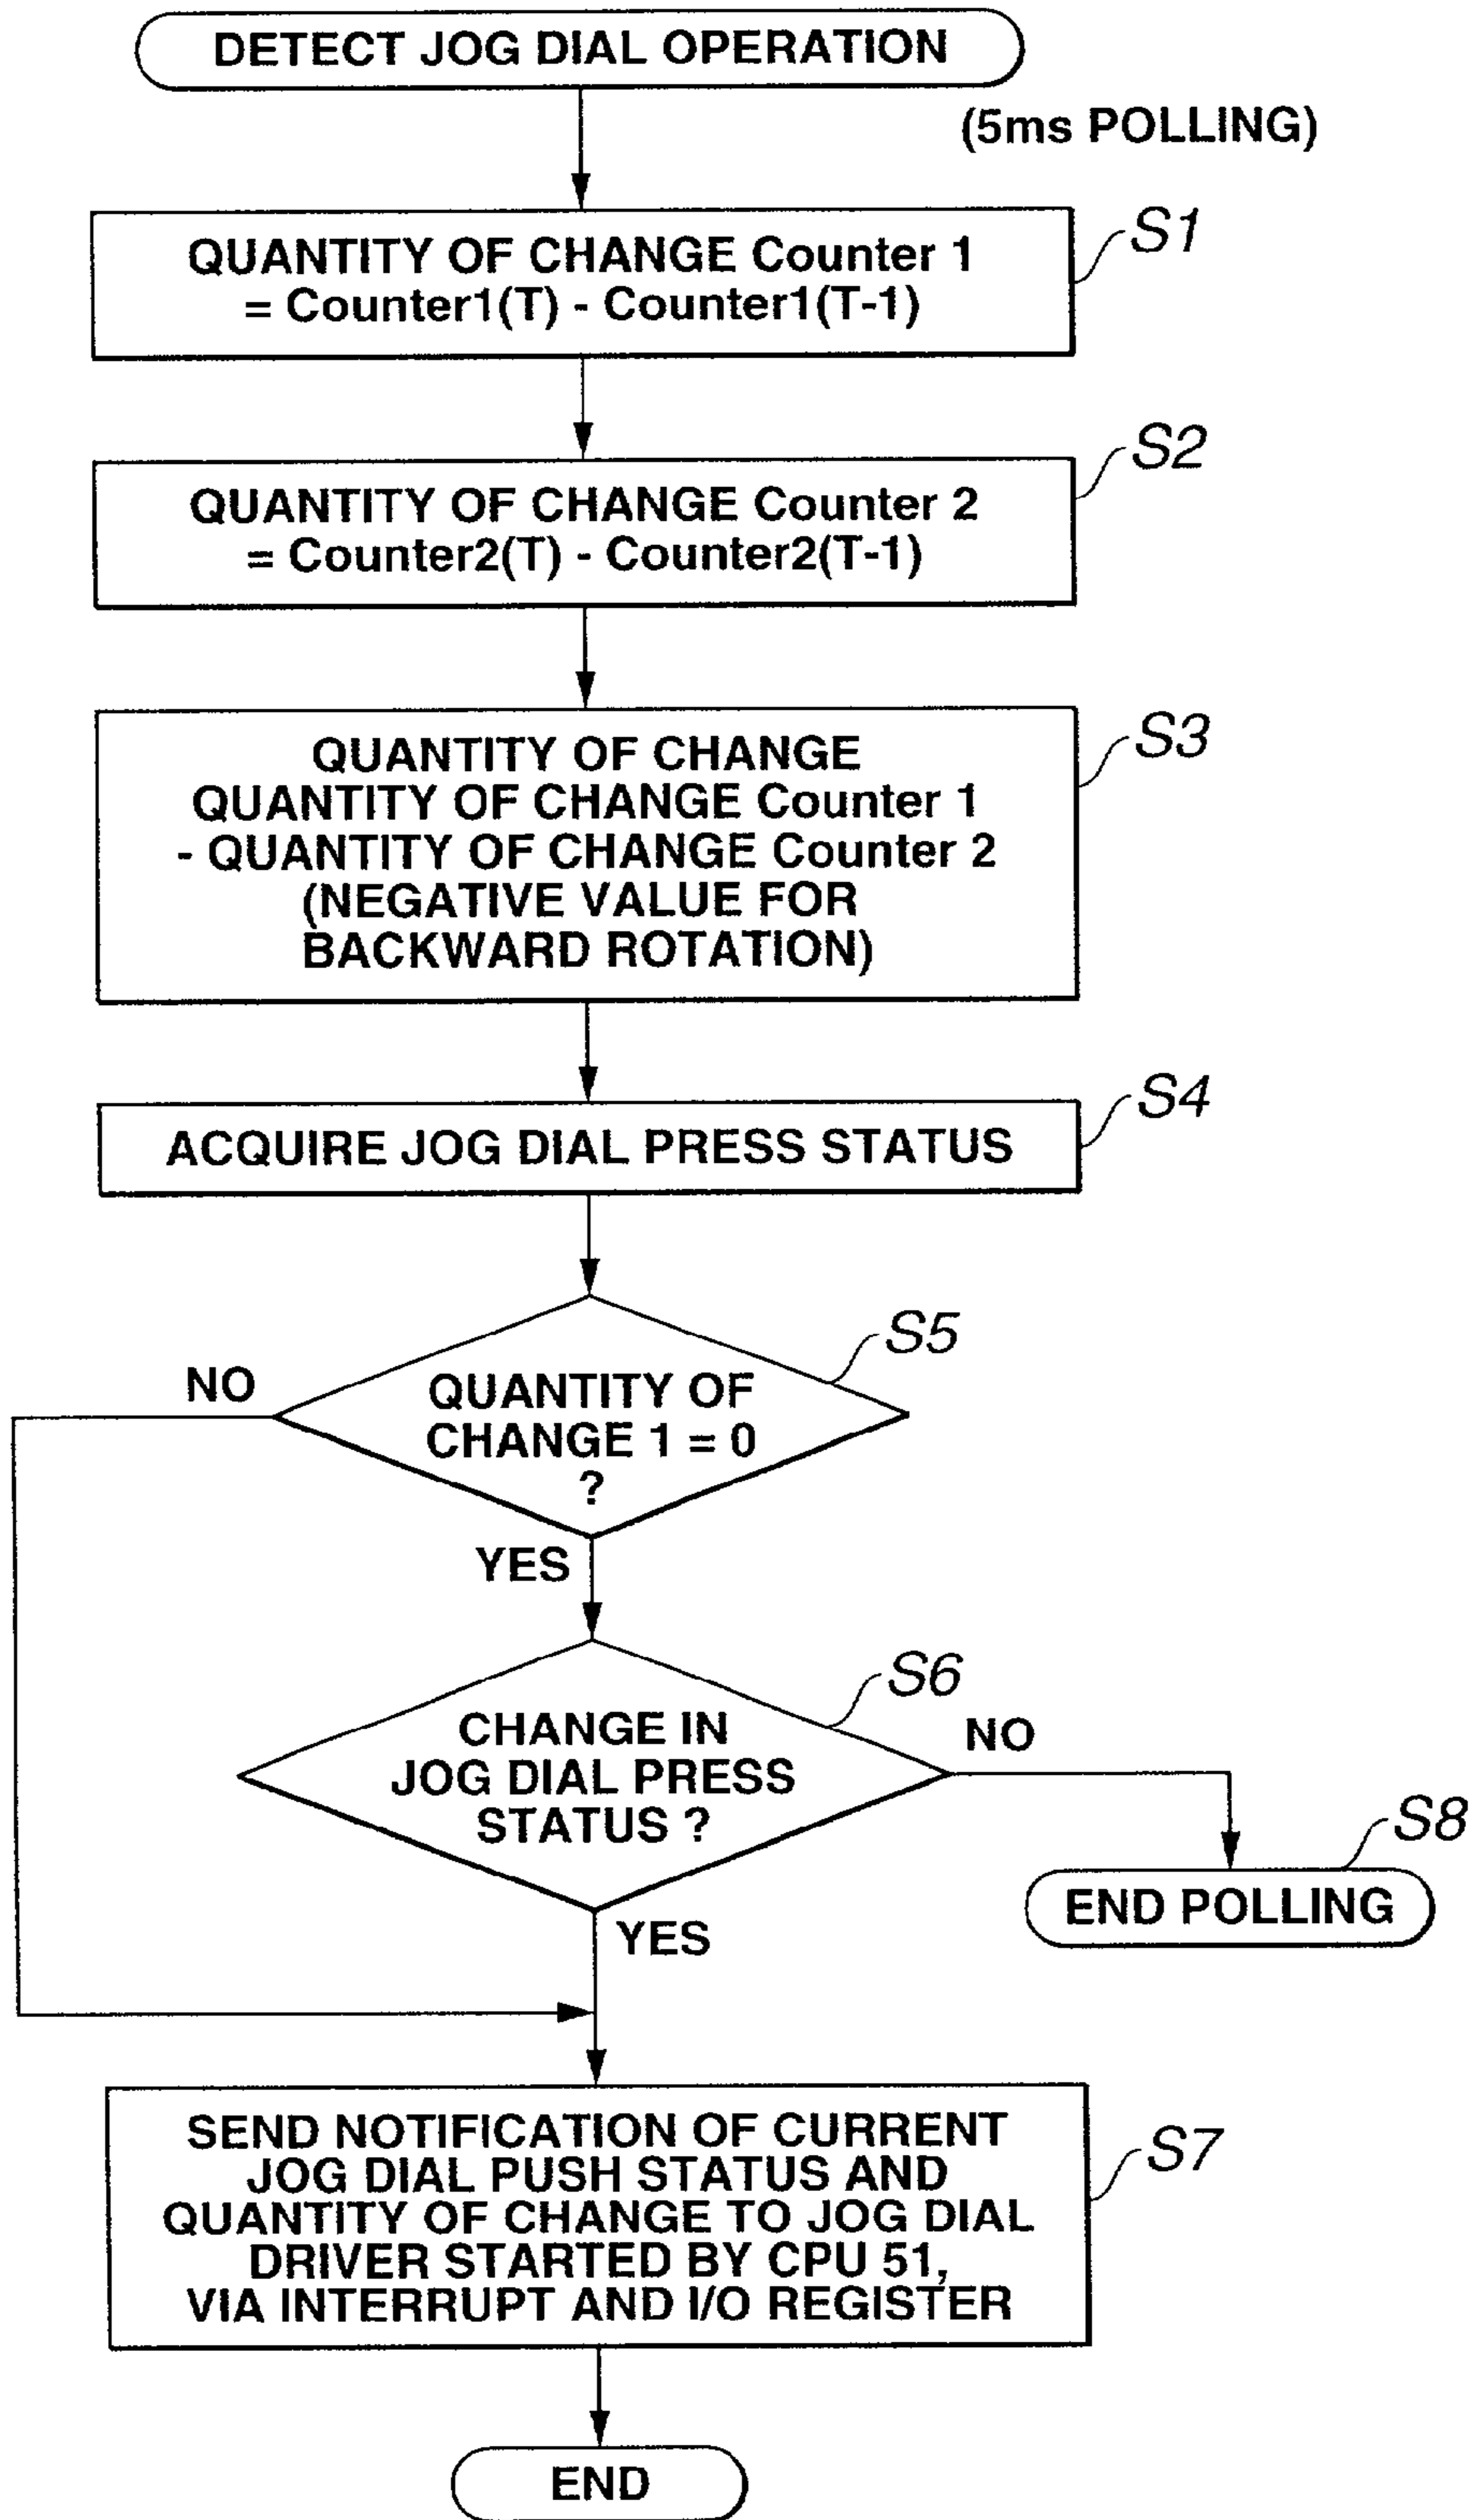 DETECT JOG DIAL OPERATION
(5ms POLLING)
S1
QUANTITY OF CHANGE Counter 1
= Counter1(T) - Counter1(T-1)
S2
QUANTITY OF CHANGE Counter 2
= Counter2(T) - Counter2(T-1)
S3
QUANTITY OF CHANGE
QUANTITY OF CHANGE Counter 1
- QUANTITY OF CHANGE Counter 2
(NEGATIVE VALUE FOR
BACKWARD ROTATION)
S4
ACQUIRE JOG DIAL PRESS STATUS
S5
NO
QUANTITY OF
CHANGE 1 = 0
?
YES
S6
CHANGE IN
JOG DIAL PRESS
STATUS ?
NO
S8
END POLLING
YES
SEND NOTIFICATION OF CURRENT
JOG DIAL PUSH STATUS AND
QUANTITY OF CHANGE TO JOG DIAL
DRIVER STARTED BY CPU 51,
VIA INTERRUPT AND I/O REGISTER
S7
END